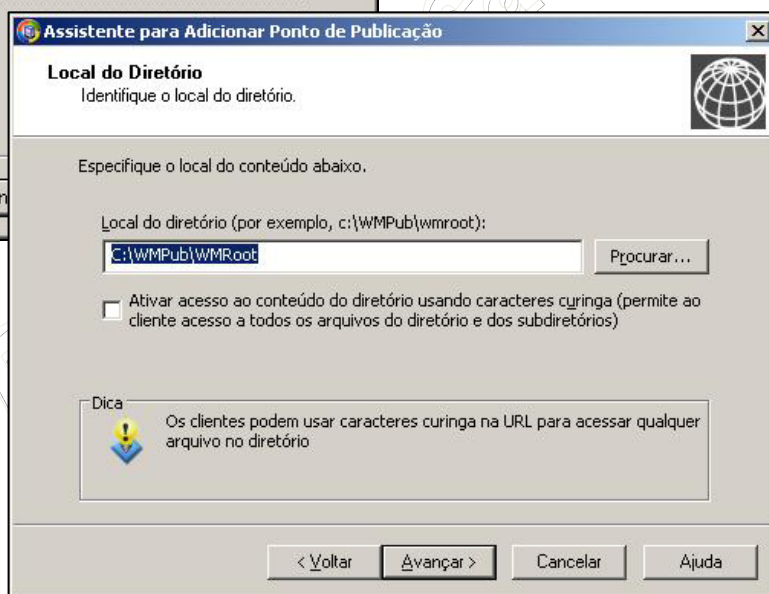 Assistente para Adicionar Ponto de Publicação
Local do Diretório
Identifique o local do diretório.
Especifique o local do conteúdo abaixo.
Local do diretório (por exemplo, c:\WMPub\wmroot):
C:\WMPub\WMRoot
Procurar...
Ativar acesso ao conteúdo do diretório usando caracteres curinga (permite ao
cliente acesso a todos os arquivos do diretório e dos subdiretórios)
Dica
Os clientes podem usar caracteres curinga na URL para acessar qualquer
arquivo no diretório
< Voltar
Avançar >
Cancelar
Ajuda